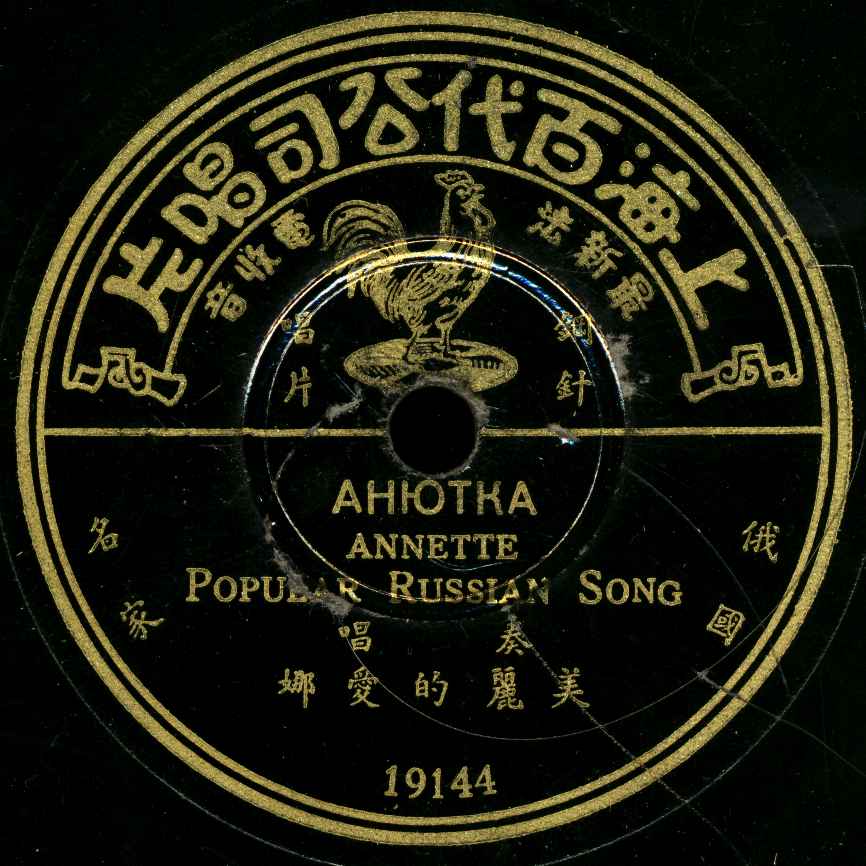 上海百代公司唱片
最新法電收音
鋼針唱片
АНЮТКА
ANNETTE
POPULAR RUSSIAN SONG
俄國名家
奏唱
美麗的愛娜
19144